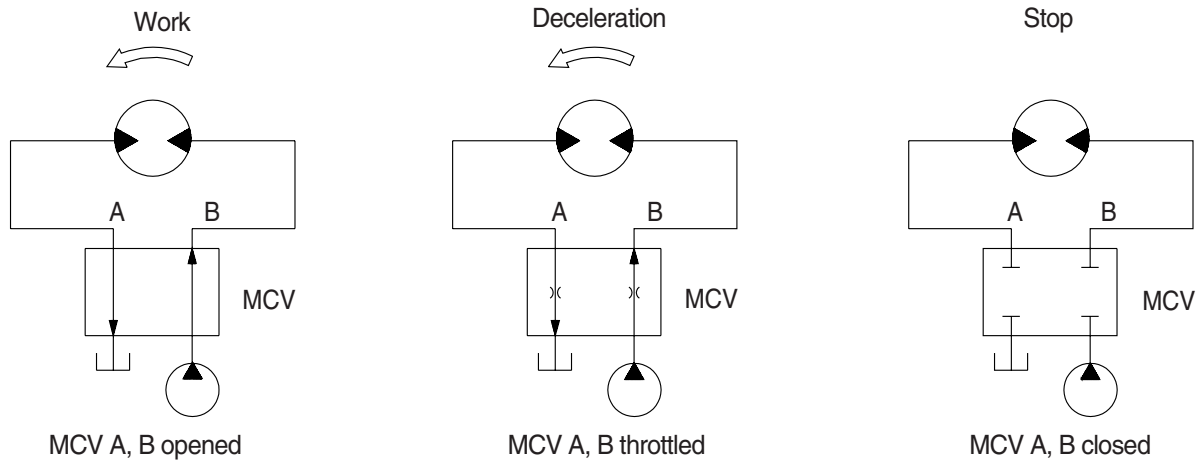 Work
Deceleration
Stop
A
B
MCV
A
B
MCV
A
B
MCV
MCV A, B opened
MCV A, B throttled
MCV A, B closed